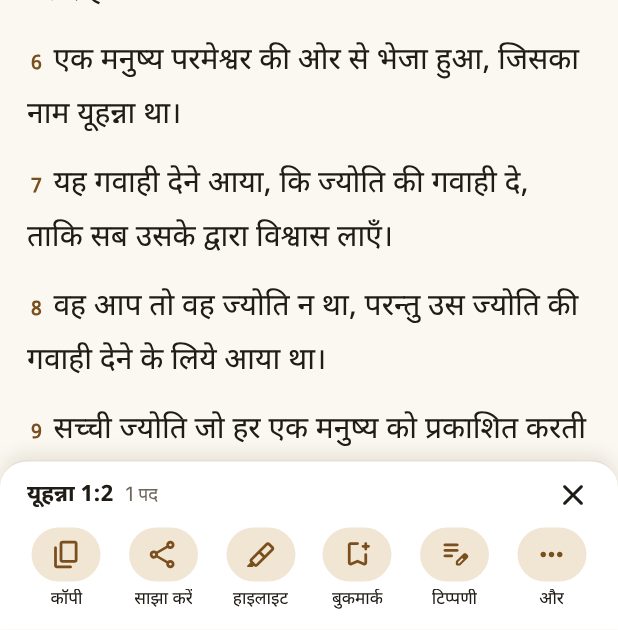 6 एक मनुष्य परमेश्वर की ओर से भेजा हुआ, जिसका
नाम यूहन्ना था।
7 यह गवाही देने आया, कि ज्योति की गवाही दे,
ताकि सब उसके द्वारा विश्वास लाएँ।
8 वह आप तो वह ज्योति न था, परन्तु उस ज्योति की
गवाही देने के लिये आया था।
9 सच्ची ज्योति जो हर एक मनुष्य को प्रकाशित करती
यूहन्ना 1:2 1 पद
कॉपी साझा करें हाइलाइट बुकमार्क टिप्पणी और